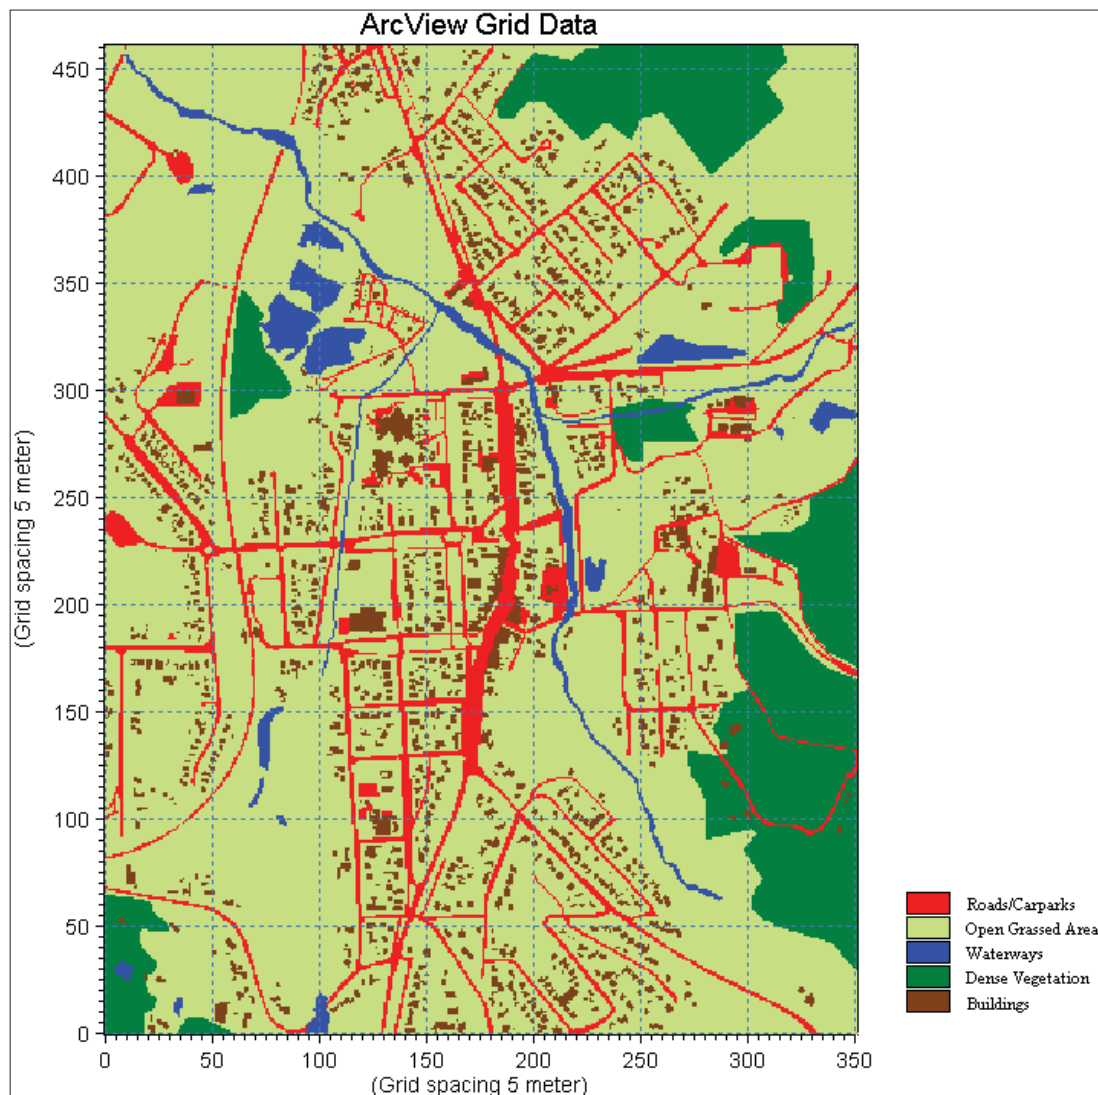 ArcView Grid Data
450
400
350
300
250
200
150
100
50
0
(Grid spacing 5 meter)
0 50 100 150 200 250 300 350
(Grid spacing 5 meter)
Roads/Carparks
Open Grassed Area
Waterways
Dense Vegetation
Buildings